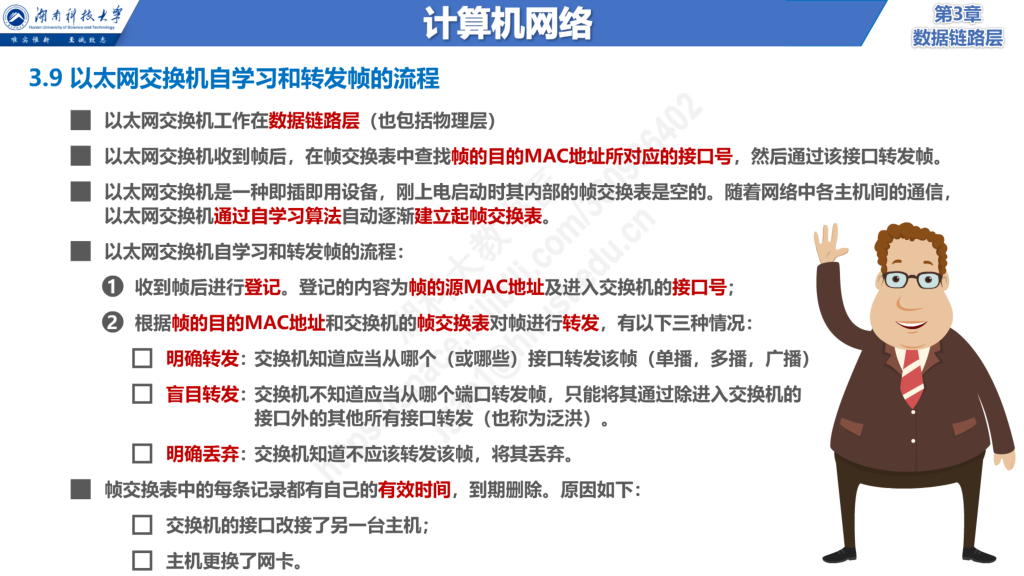 湖南科技大学
Hunan University of Science and Technology
唯实惟新 至诚致志
计算机网络
第3章
数据链路层
3.9 以太网交换机自学习和转发帧的流程
以太网交换机工作在数据链路层（也包括物理层）
以太网交换机收到帧后，在帧交换表中查找帧的目的MAC地址所对应的接口号，然后通过该接口转发帧。
以太网交换机是一种即插即用设备，刚上电启动时其内部的帧交换表是空的。随着网络中各主机间的通信，
以太网交换机通过自学习算法自动逐渐建立起帧交换表。
以太网交换机自学习和转发帧的流程：
❶ 收到帧后进行登记。登记的内容为帧的源MAC地址及进入交换机的接口号；
❷ 根据帧的目的MAC地址和交换机的帧交换表对帧进行转发，有以下三种情况：
明确转发：交换机知道应当从哪个（或哪些）接口转发该帧（单播，多播，广播）
盲目转发：交换机不知道应当从哪个端口转发帧，只能将其通过除进入交换机的
接口外的其他所有接口转发（也称为泛洪）。
明确丢弃：交换机知道不应该转发该帧，将其丢弃。
帧交换表中的每条记录都有自己的有效时间，到期删除。原因如下：
交换机的接口改接了另一台主机；
主机更换了网卡。